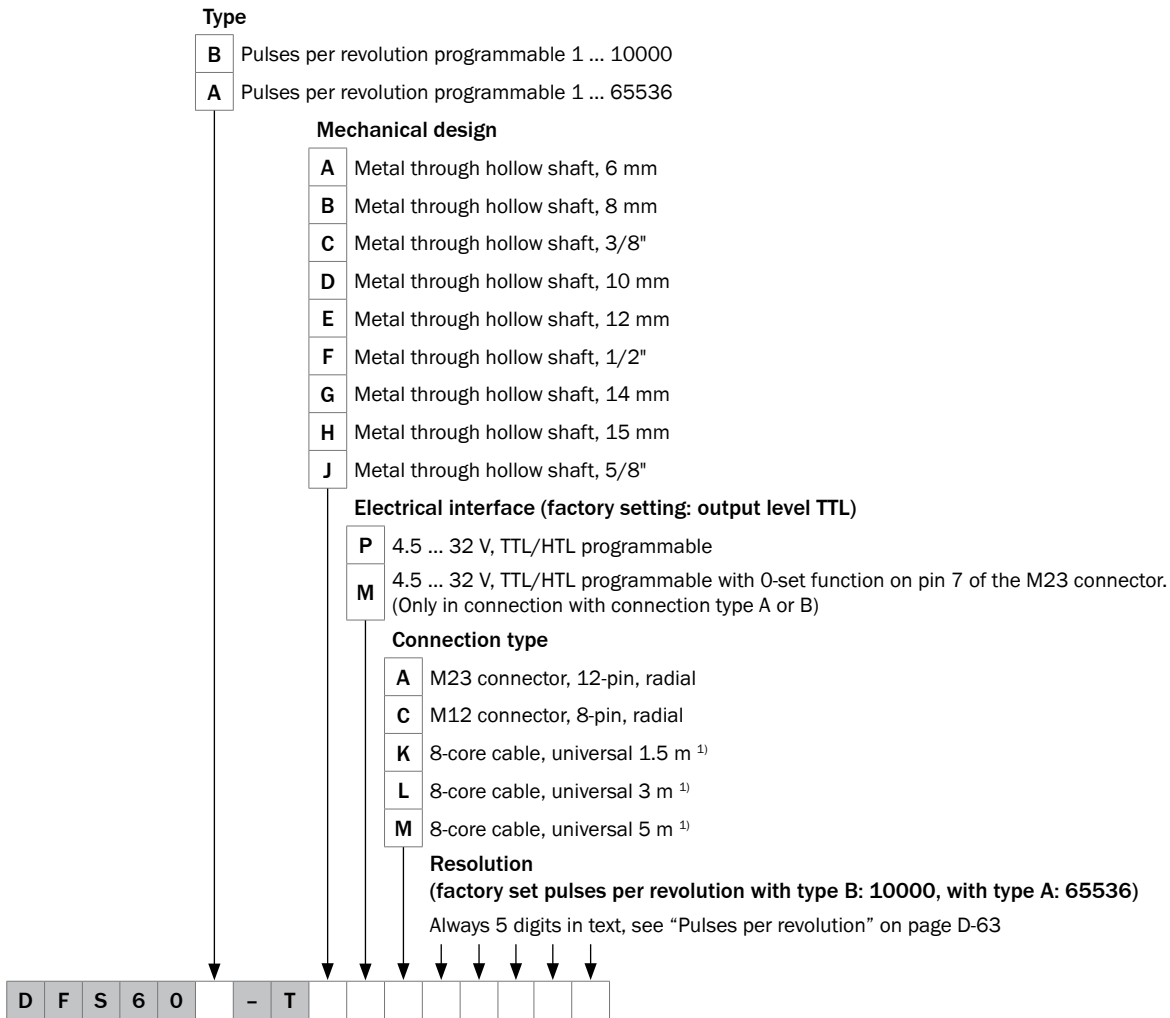 Type
B Pulses per revolution programmable 1 ... 10000
A Pulses per revolution programmable 1 ... 65536
Mechanical design
A Metal through hollow shaft, 6 mm
B Metal through hollow shaft, 8 mm
C Metal through hollow shaft, 3/8"
D Metal through hollow shaft, 10 mm
E Metal through hollow shaft, 12 mm
F Metal through hollow shaft, 1/2"
G Metal through hollow shaft, 14 mm
H Metal through hollow shaft, 15 mm
J Metal through hollow shaft, 5/8"
Electrical interface (factory setting: output level TTL)
P 4.5 ... 32 V, TTL/HTL programmable
M 4.5 ... 32 V, TTL/HTL programmable with 0-set function on pin 7 of the M23 connector.
(Only in connection with connection type A or B)
Connection type
A M23 connector, 12-pin, radial
C M12 connector, 8-pin, radial
K 8-core cable, universal 1.5 m 1)
L 8-core cable, universal 3 m 1)
M 8-core cable, universal 5 m 1)
Resolution
(factory set pulses per revolution with type B: 10000, with type A: 65536)
Always 5 digits in text, see “Pulses per revolution” on page D-63
D F S 6 0 – T